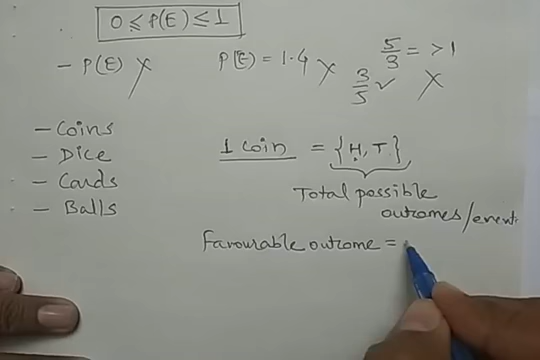 0 ≤ P(E) ≤ 1
- P(E) X
P(E) = 1.4 X
5/3 = >1
3/5 ✓ X
- Coins
- Dice
- Cards
- Balls
1 Coin = {H, T}
Total possible
outcomes/events
Favourable outcome =